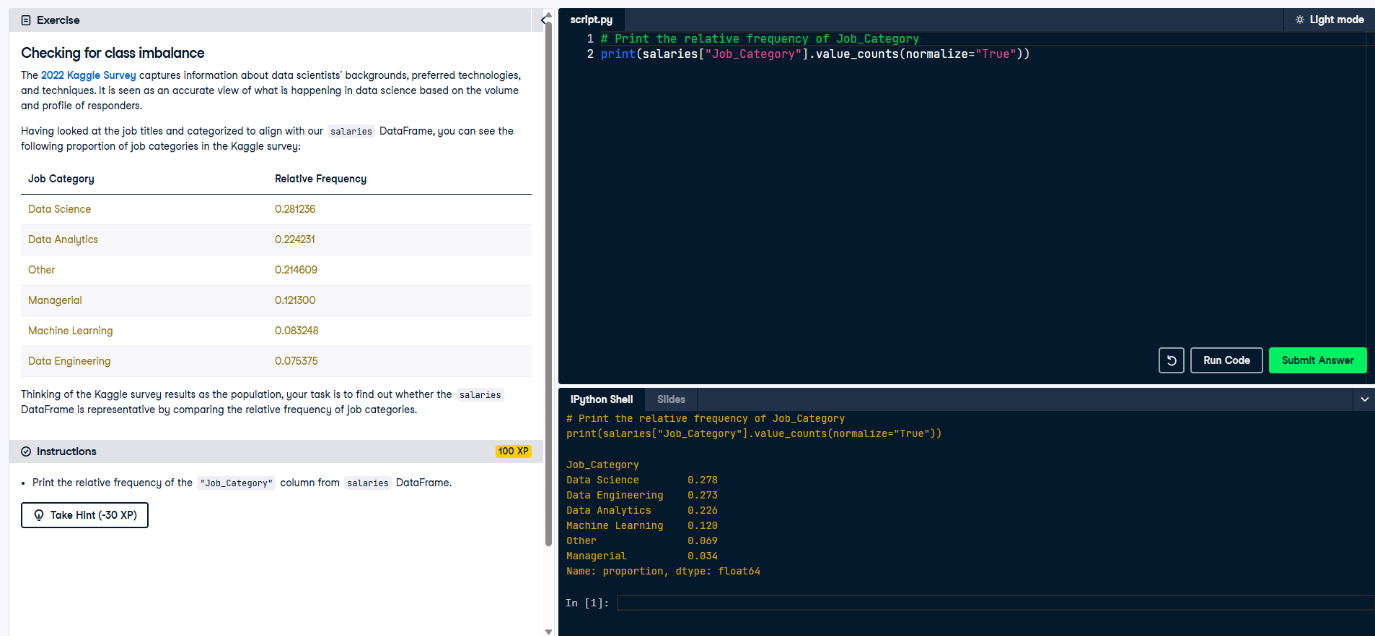 Exercise
Checking for class imbalance
The 2022 Kaggle Survey captures information about data scientists' backgrounds, preferred technologies,
and techniques. It is seen as an accurate view of what is happening in data science based on the volume
and profile of responders.
Having looked at the job titles and categorized to align with our salaries DataFrame, you can see the
following proportion of job categories in the Kaggle survey:
Job Category Relative Frequency
Data Science 0.281236
Data Analytics 0.224231
Other 0.214609
Managerial 0.121300
Machine Learning 0.083248
Data Engineering 0.075375
Thinking of the Kaggle survey results as the population, your task is to find out whether the salaries
DataFrame is representative by comparing the relative frequency of job categories.
Instructions 100 XP
• Print the relative frequency of the "Job_Category" column from salaries DataFrame.
Take Hint (-30 XP)
script.py Light mode
1 # Print the relative frequency of Job_Category
2 print(salaries["Job_Category"].value_counts(normalize="True"))
Run Code Submit Answer
IPython Shell Slides
# Print the relative frequency of Job_Category
print(salaries["Job_Category"].value_counts(normalize="True"))
Job_Category
Data Science 0.278
Data Engineering 0.273
Data Analytics 0.226
Machine Learning 0.120
Other 0.069
Managerial 0.034
Name: proportion, dtype: float64
In [1]: